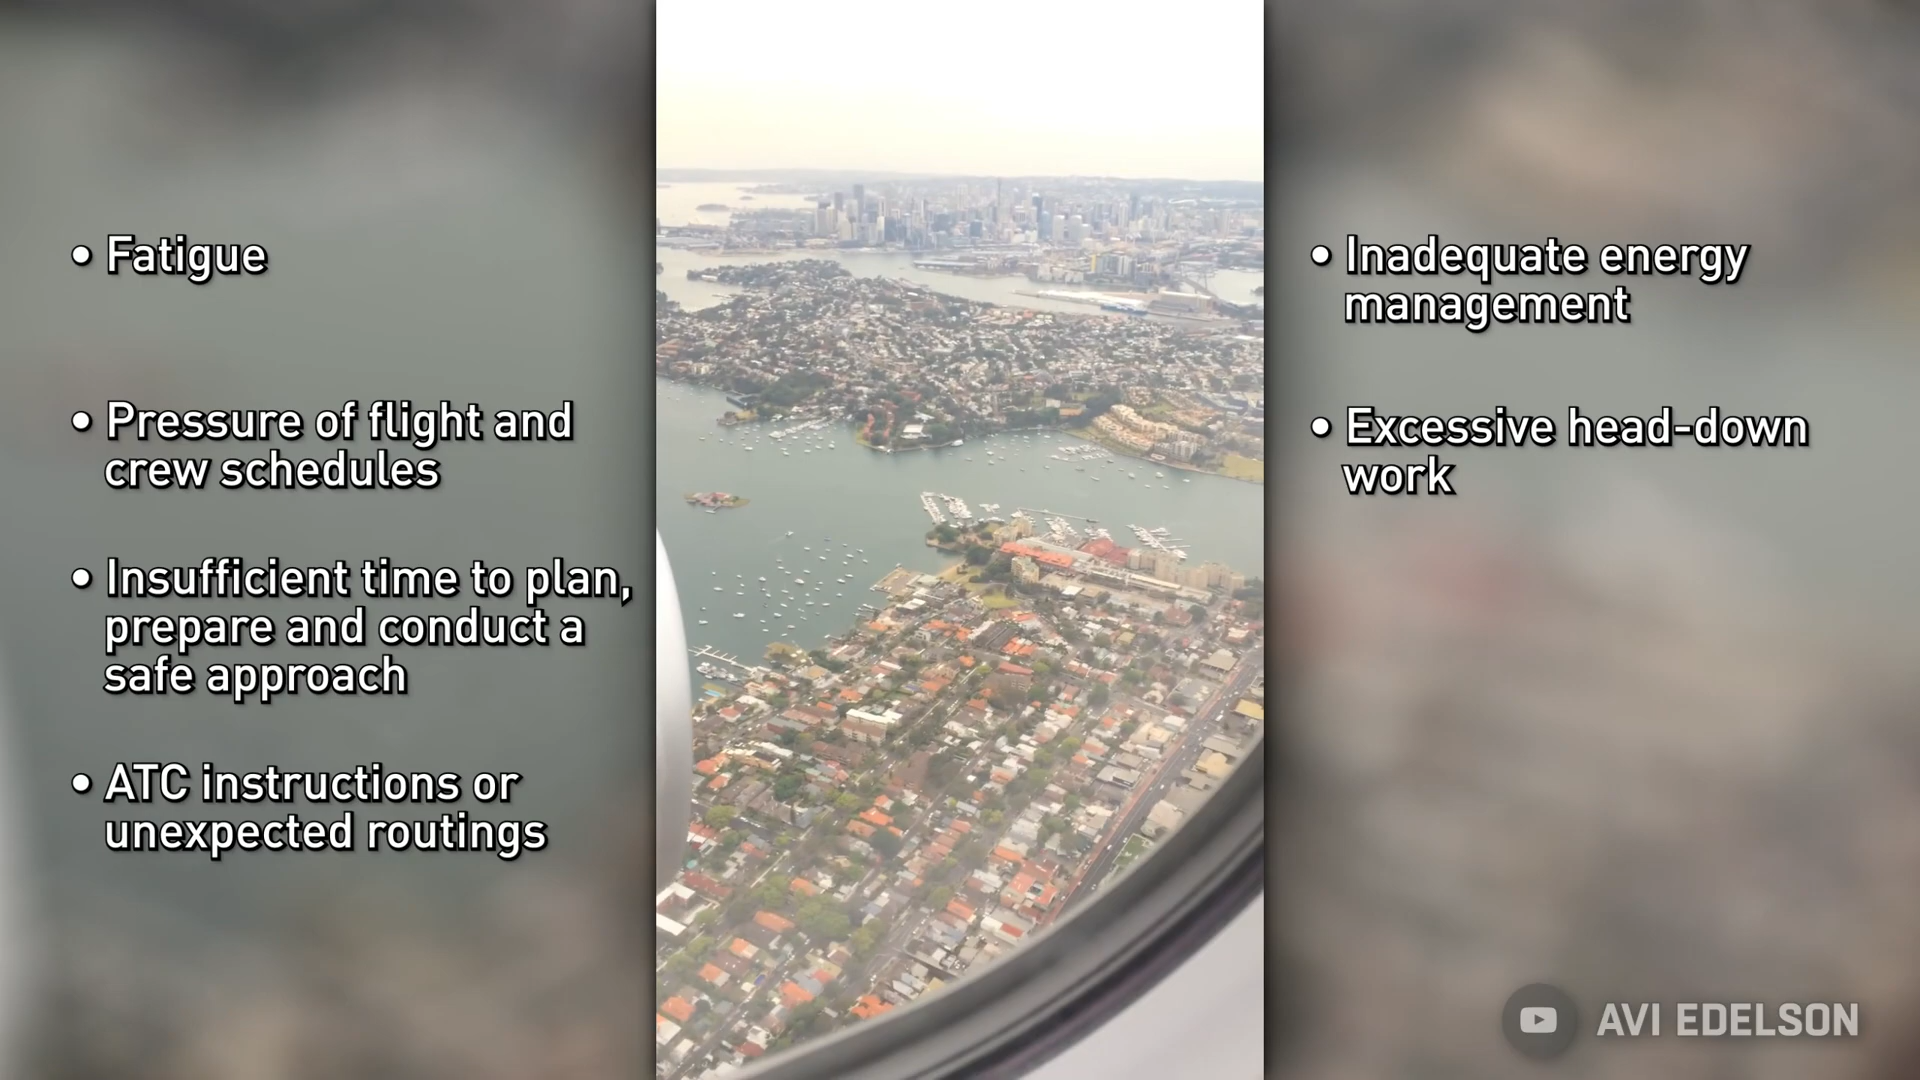 • Fatigue
• Pressure of flight and
crew schedules
• Insufficient time to plan,
prepare and conduct a
safe approach
• ATC instructions or
unexpected routings
• Inadequate energy
management
• Excessive head-down
work
AVI EDELSON